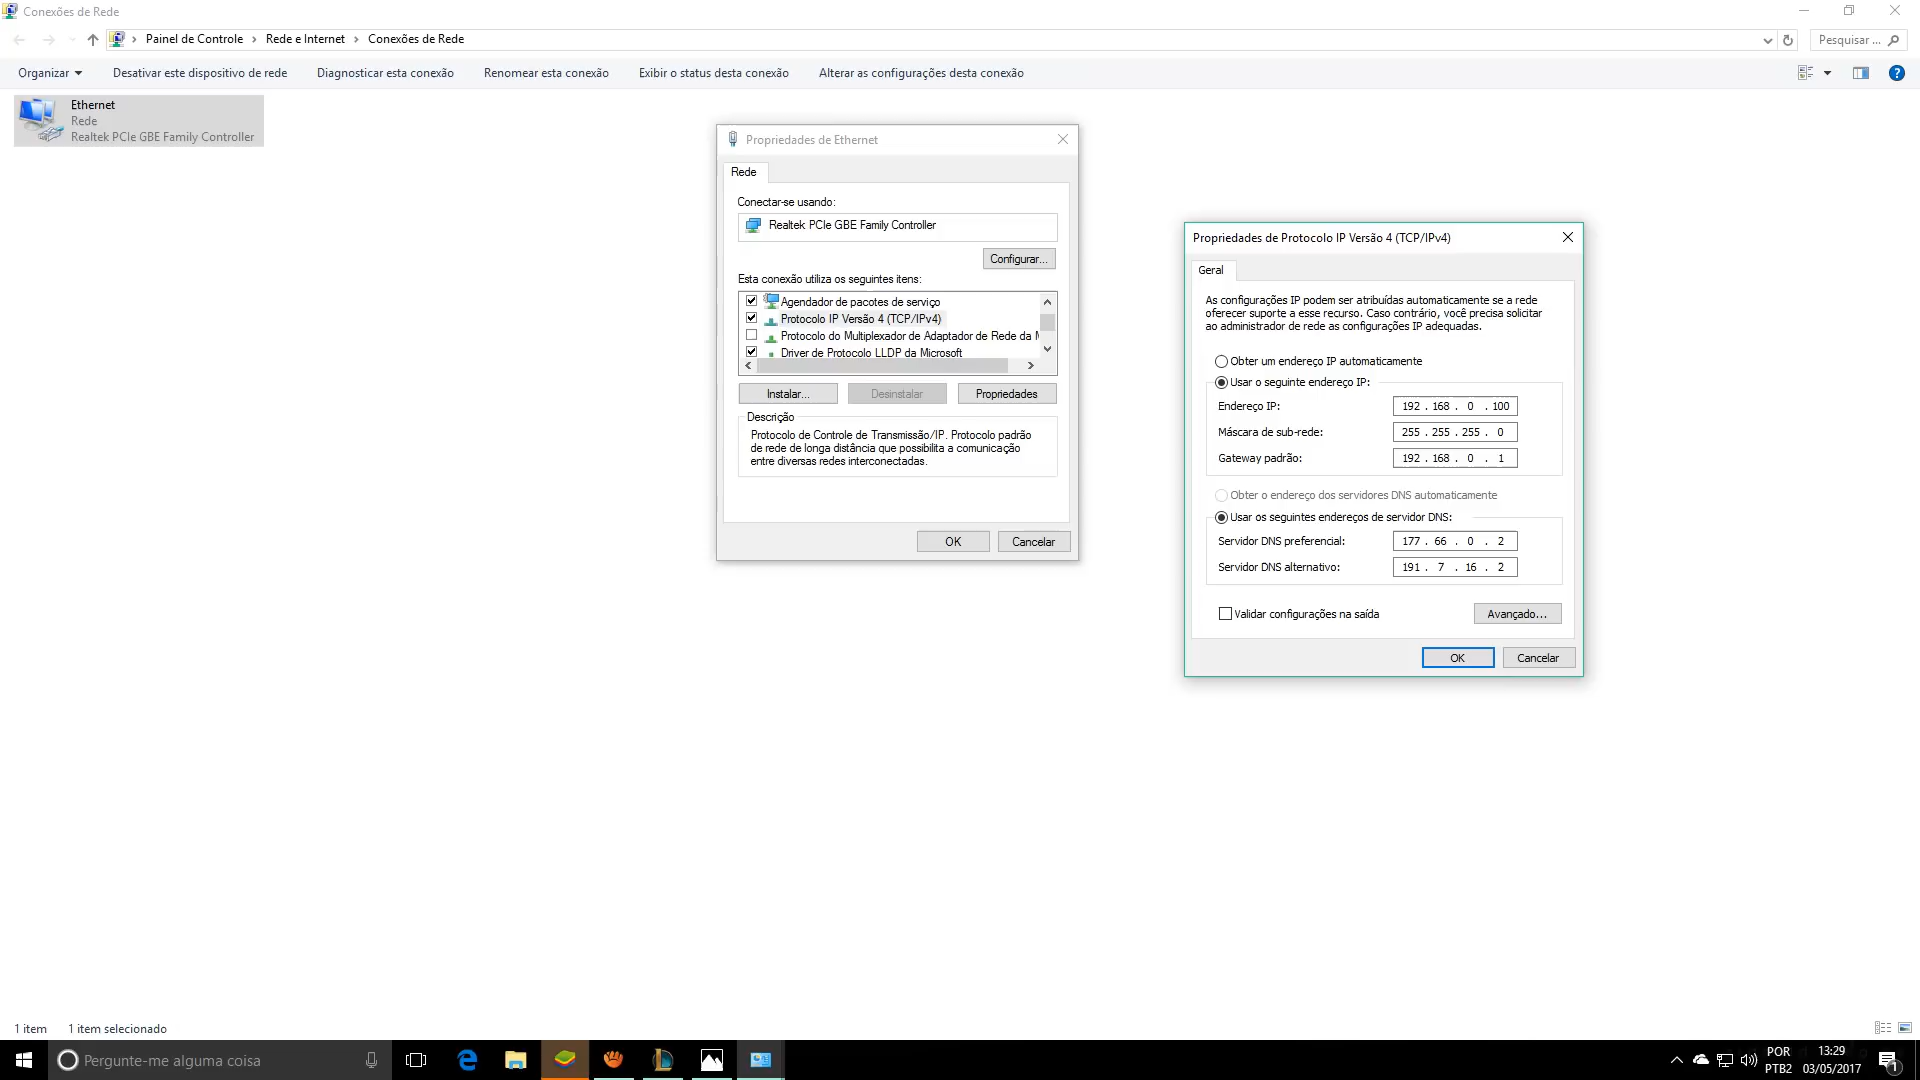 Conexões de Rede
Painel de Controle > Rede e Internet > Conexões de Rede
Pesquisar ...
Organizar
Desativar este dispositivo de rede
Diagnosticar esta conexão
Renomear esta conexão
Exibir o status desta conexão
Alterar as configurações desta conexão
Ethernet
Rede
Realtek PCIe GBE Family Controller
Propriedades de Ethernet
Rede
Conectar-se usando:
Realtek PCIe GBE Family Controller
Configurar...
Esta conexão utiliza os seguintes itens:
Agendador de pacotes de serviço
Protocolo IP Versão 4 (TCP/IPv4)
Protocolo do Multiplexador de Adaptador de Rede da
Driver de Protocolo LLDP da Microsoft
Instalar...
Desinstalar
Propriedades
Descrição
Protocolo de Controle de Transmissão/IP. Protocolo padrão
de rede de longa distância que possibilita a comunicação
entre diversas redes interconectadas.
OK
Cancelar
Propriedades de Protocolo IP Versão 4 (TCP/IPv4)
Geral
As configurações IP podem ser atribuídas automaticamente se a rede
oferecer suporte a esse recurso. Caso contrário, você precisa solicitar
ao administrador de rede as configurações IP adequadas.
Obter um endereço IP automaticamente
Usar o seguinte endereço IP:
Endereço IP: 192 . 168 . 0 . 100
Máscara de sub-rede: 255 . 255 . 255 . 0
Gateway padrão: 192 . 168 . 0 . 1
Obter o endereço dos servidores DNS automaticamente
Usar os seguintes endereços de servidor DNS:
Servidor DNS preferencial: 177 . 66 . 0 . 2
Servidor DNS alternativo: 191 . 7 . 16 . 2
Validar configurações na saída
Avançado...
OK
Cancelar
1 item
1 item selecionado
Pergunte-me alguma coisa
POR
PTB2
13:29
03/05/2017
1